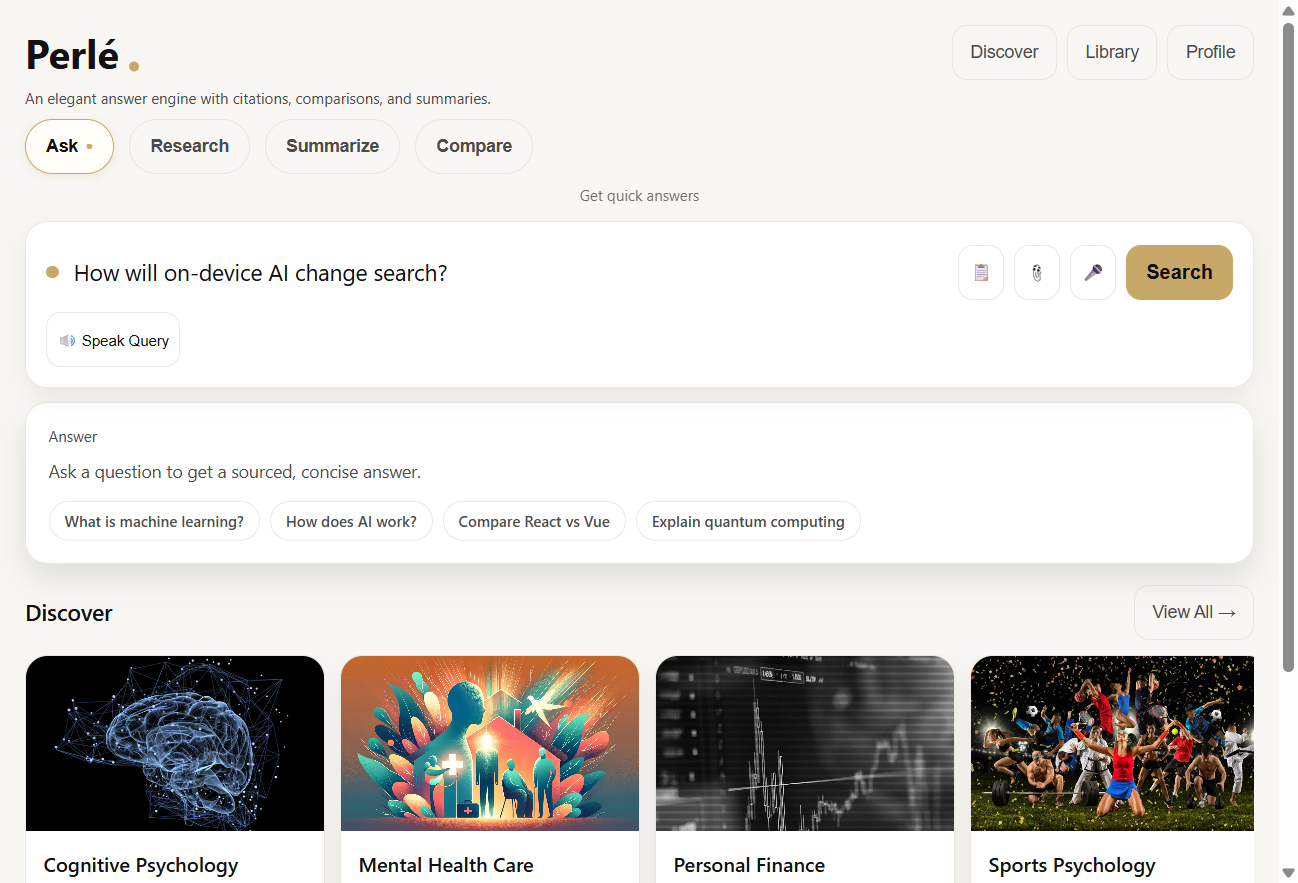 Perlé
Discover
Library
Profile
An elegant answer engine with citations, comparisons, and summaries.
Ask
Research
Summarize
Compare
Get quick answers
How will on-device AI change search?
Search
Speak Query
Answer
Ask a question to get a sourced, concise answer.
What is machine learning?
How does AI work?
Compare React vs Vue
Explain quantum computing
Discover
View All →
Cognitive Psychology
Mental Health Care
Personal Finance
Sports Psychology